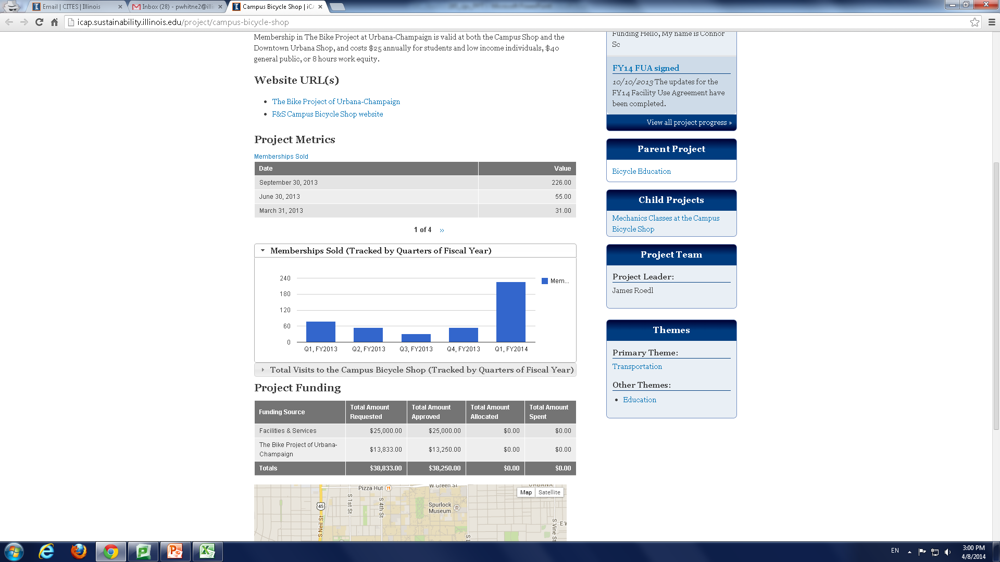 Email | CITES | Illinois
Inbox (28) - pwhitne2@illi
Campus Bicycle Shop | iCA
icap.sustainability.illinois.edu/project/campus-bicycle-shop
Membership in The Bike Project at Urbana-Champaign is valid at both the Campus Shop and the
Downtown Urbana Shop, and costs $25 annually for students and low income individuals, $40
general public, or 8 hours work equity.
Website URL(s)
• The Bike Project of Urbana-Champaign
• F&S Campus Bicycle Shop website
Project Metrics
Memberships Sold
Date Value
September 30, 2013 226.00
June 30, 2013 55.00
March 31, 2013 31.00
1 of 4 ››
Memberships Sold (Tracked by Quarters of Fiscal Year)
240
180
120
60
0
Mem...
Q1, FY2013 Q2, FY2013 Q3, FY2013 Q4, FY2013 Q1, FY2014
Total Visits to the Campus Bicycle Shop (Tracked by Quarters of Fiscal Year)
Project Funding
Funding Source Total Amount Requested Total Amount Approved Total Amount Allocated Total Amount Spent
Facilities & Services $25,000.00 $25,000.00 $0.00 $0.00
The Bike Project of Urbana-Champaign $13,833.00 $13,250.00 $0.00 $0.00
Totals $38,833.00 $38,250.00 $0.00 $0.00
Pizza Hut
W Green St
URBANA
Map Satellite
45
S Neil St
S 1st St
S 4th St
Spurlock
Museum
S Vine St
E W
S L
Funding Hello, My name is Connor
Sc
FY14 FUA signed
10/10/2013 The updates for the
FY14 Facility Use Agreement have
been completed.
View all project progress »
Parent Project
Bicycle Education
Child Projects
Mechanics Classes at the Campus
Bicycle Shop
Project Team
Project Leader:
James Roedl
Themes
Primary Theme:
Transportation
Other Themes:
• Education
EN
3:00 PM
4/8/2014